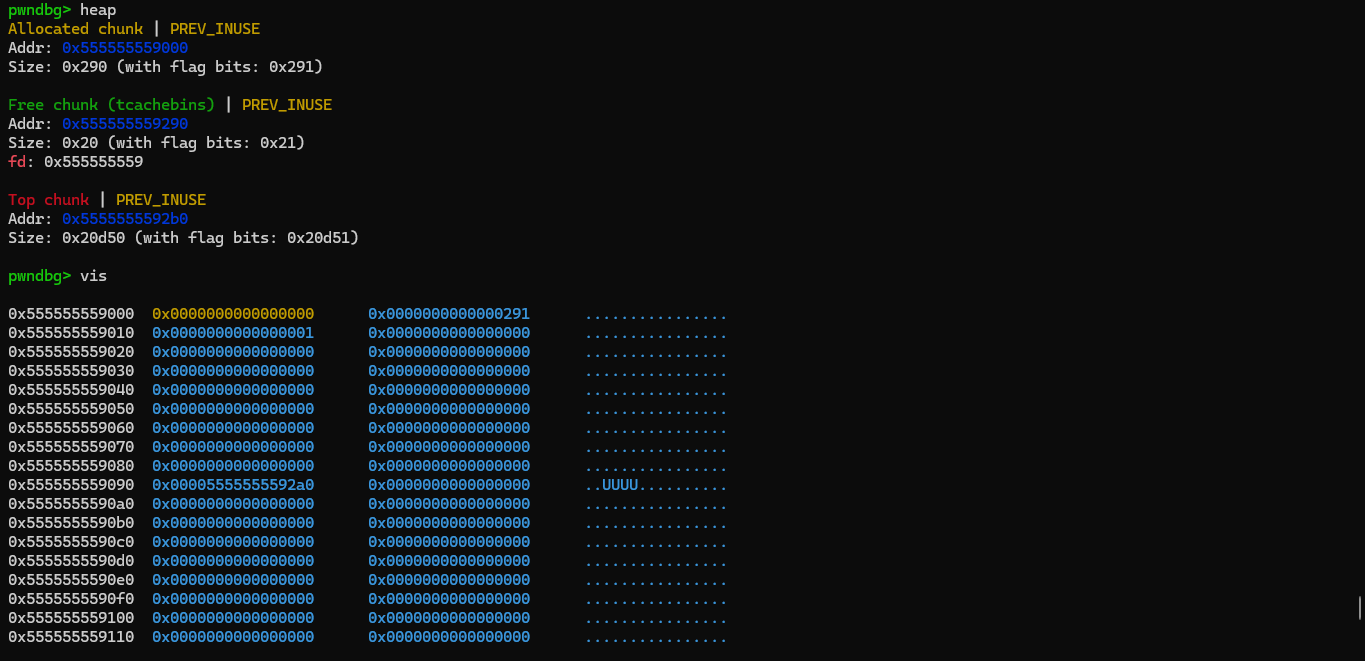 pwndbg> heap
Allocated chunk | PREV_INUSE
Addr: 0x555555559000
Size: 0x290 (with flag bits: 0x291)
Free chunk (tcachebins) | PREV_INUSE
Addr: 0x555555559290
Size: 0x20 (with flag bits: 0x21)
fd: 0x555555559
Top chunk | PREV_INUSE
Addr: 0x5555555592b0
Size: 0x20d50 (with flag bits: 0x20d51)
pwndbg> vis
0x555555559000 0x0000000000000000 0x0000000000000291 ................
0x555555559010 0x0000000000000001 0x0000000000000000 ................
0x555555559020 0x0000000000000000 0x0000000000000000 ................
0x555555559030 0x0000000000000000 0x0000000000000000 ................
0x555555559040 0x0000000000000000 0x0000000000000000 ................
0x555555559050 0x0000000000000000 0x0000000000000000 ................
0x555555559060 0x0000000000000000 0x0000000000000000 ................
0x555555559070 0x0000000000000000 0x0000000000000000 ................
0x555555559080 0x0000000000000000 0x0000000000000000 ................
0x555555559090 0x00005555555592a0 0x0000000000000000 ..UUUU..........
0x5555555590a0 0x0000000000000000 0x0000000000000000 ................
0x5555555590b0 0x0000000000000000 0x0000000000000000 ................
0x5555555590c0 0x0000000000000000 0x0000000000000000 ................
0x5555555590d0 0x0000000000000000 0x0000000000000000 ................
0x5555555590e0 0x0000000000000000 0x0000000000000000 ................
0x5555555590f0 0x0000000000000000 0x0000000000000000 ................
0x555555559100 0x0000000000000000 0x0000000000000000 ................
0x555555559110 0x0000000000000000 0x0000000000000000 ................